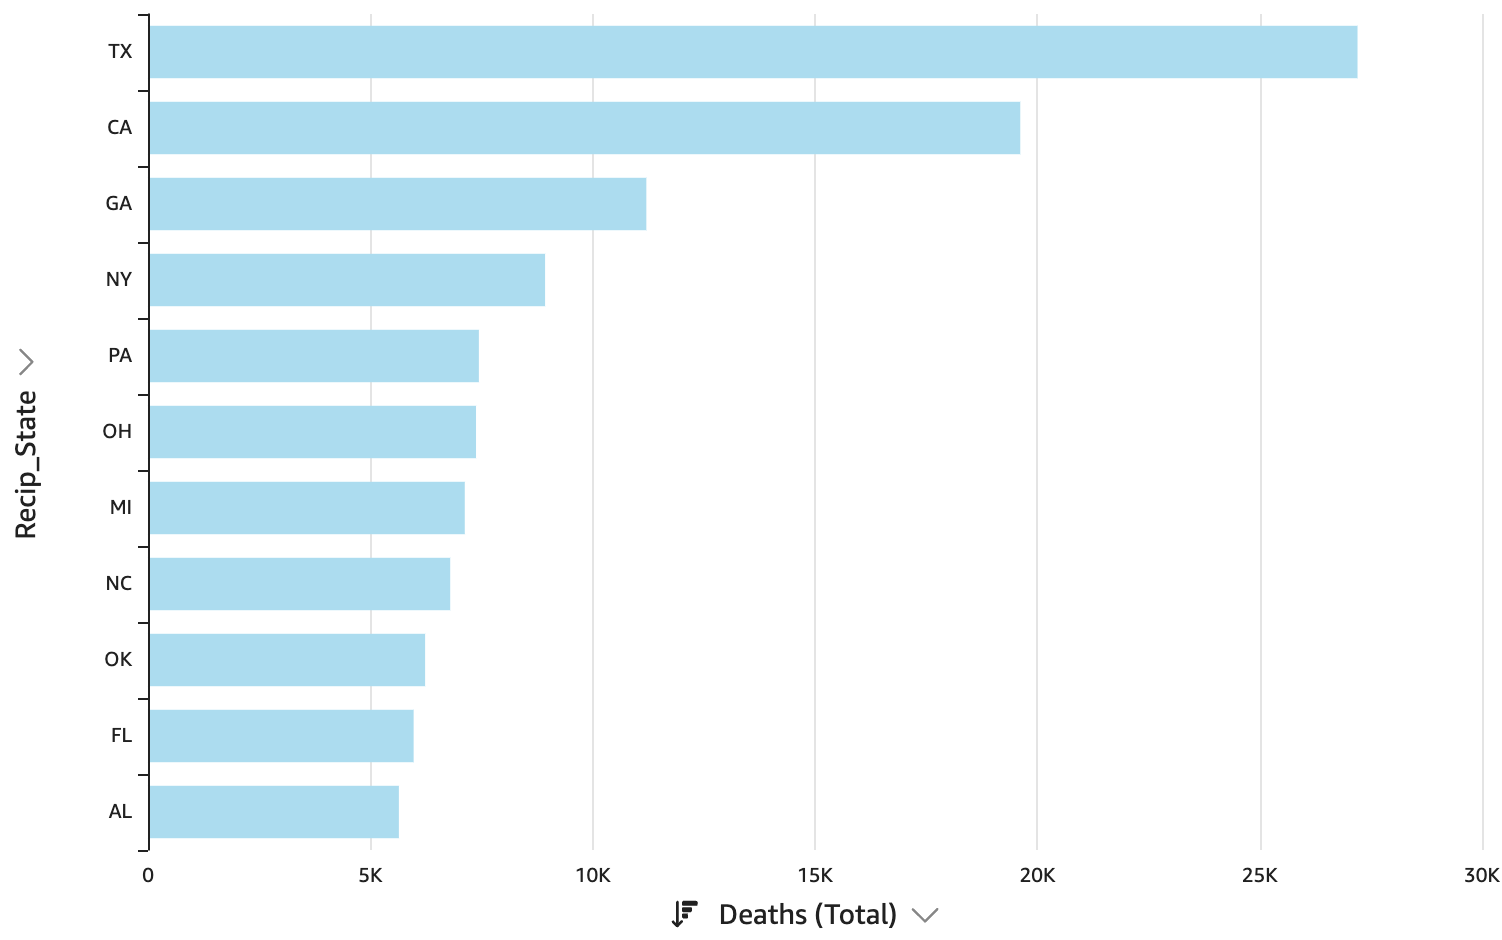 TX
CA
GA
NY
PA
OH
MI
NC
OK
FL
AL
Recip_State
0 5K 10K 15K 20K 25K 30K
Deaths (Total)